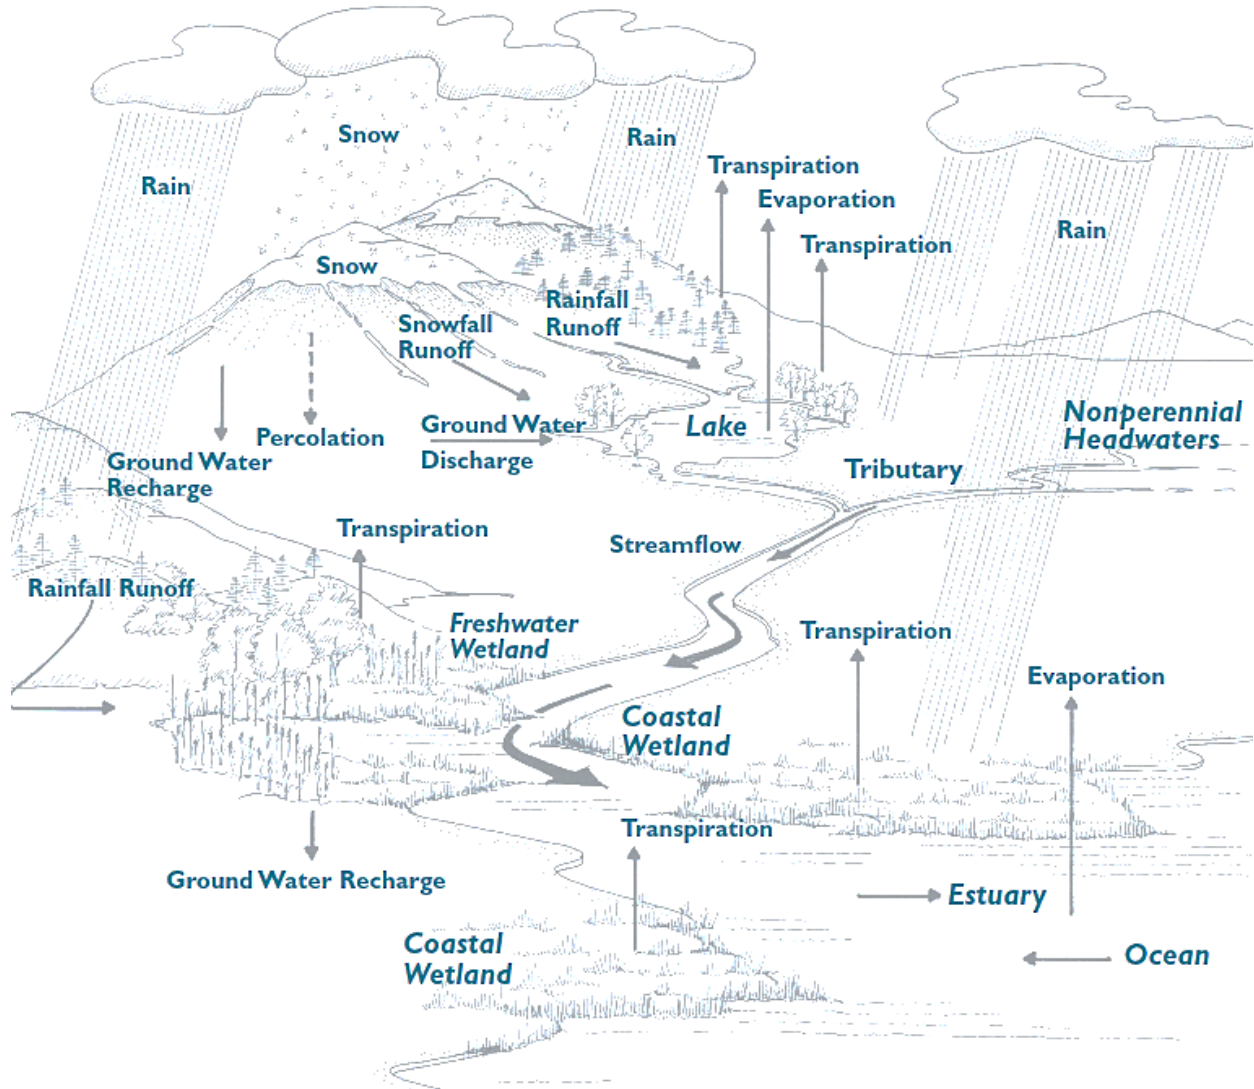 Snow
Rain
Rain
Transpiration
Evaporation
Transpiration
Rain
Snow
Rainfall
Runoff
Snowfall
Runoff
Nonperennial
Headwaters
Ground Water
Discharge
Lake
Percolation
Ground Water
Recharge
Tributary
Transpiration
Streamflow
Rainfall Runoff
Freshwater
Wetland
Transpiration
Evaporation
Coastal
Wetland
Transpiration
Ground Water Recharge
Estuary
Coastal
Wetland
Ocean